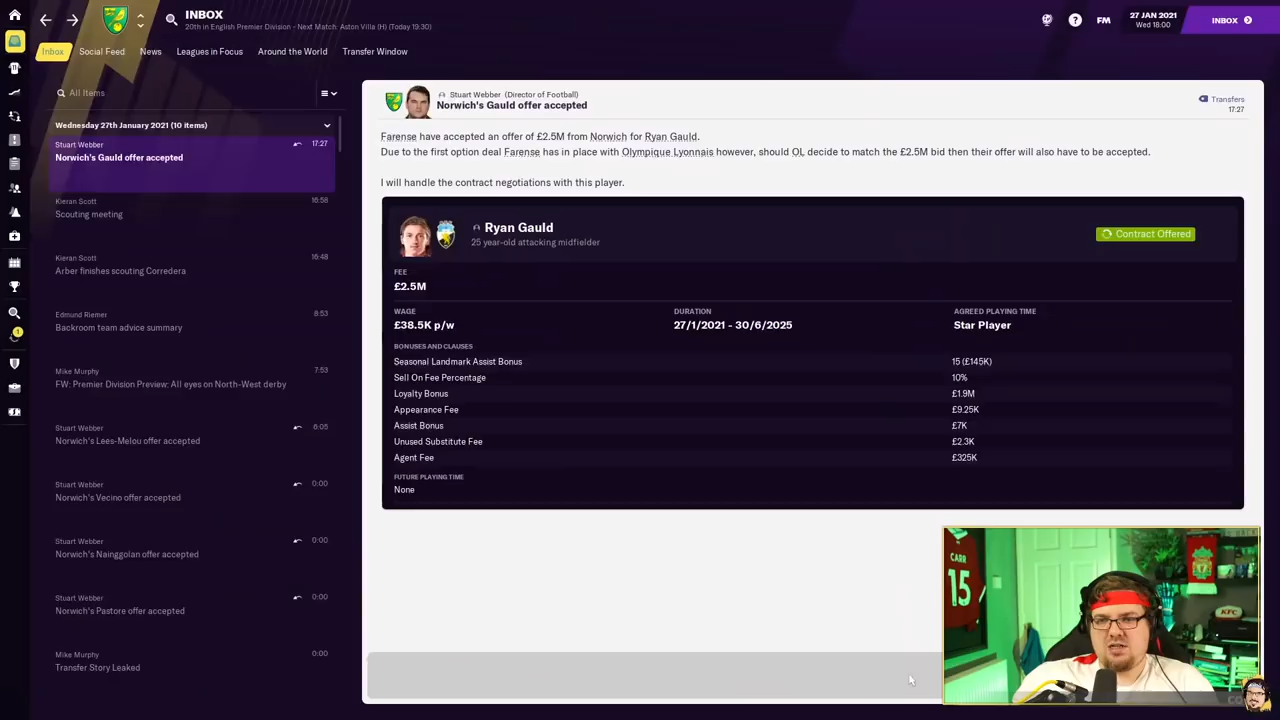 INBOX
20th in English Premier Division - Next Match: Aston Villa (H) (Today 19:30)
FM
27 JAN 2021
Wed 18:00
INBOX
Inbox
Social Feed
News
Leagues in Focus
Around the World
Transfer Window
All Items
Wednesday 27th January 2021 (10 items)
Stuart Webber
17:27
Norwich's Gauld offer accepted
Kieran Scott
16:58
Scouting meeting
Kieran Scott
16:48
Arber finishes scouting Corredera
Edmund Riemer
8:53
Backroom team advice summary
Mike Murphy
7:53
FW: Premier Division Preview: All eyes on North-West derby
Stuart Webber
6:05
Norwich's Lees-Melou offer accepted
Stuart Webber
0:00
Norwich's Vecino offer accepted
Stuart Webber
0:00
Norwich's Nainggolan offer accepted
Stuart Webber
0:00
Norwich's Pastore offer accepted
Mike Murphy
0:00
Transfer Story Leaked
1
Stuart Webber (Director of Football)
Norwich's Gauld offer accepted
Transfers
17:27
Farense have accepted an offer of £2.5M from Norwich for Ryan Gauld.
Due to the first option deal Farense has in place with Olympique Lyonnais however, should OL decide to match the £2.5M bid then their offer will also have to be accepted.
I will handle the contract negotiations with this player.
Ryan Gauld
25 year-old attacking midfielder
Contract Offered
FEE
£2.5M
WAGE
£38.5K p/w
DURATION
27/1/2021 - 30/6/2025
AGREED PLAYING TIME
Star Player
BONUSES AND CLAUSES
Seasonal Landmark Assist Bonus
15 (£145K)
Sell On Fee Percentage
10%
Loyalty Bonus
£1.9M
Appearance Fee
£9.25K
Assist Bonus
£7K
Unused Substitute Fee
£2.3K
Agent Fee
£325K
FUTURE PLAYING TIME
None
CARR
15
KFC